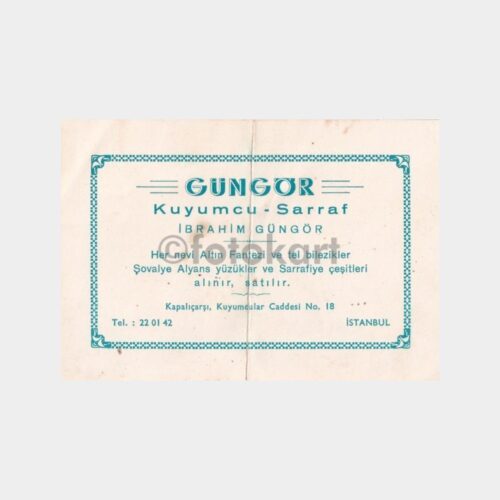 GÜNGÖR
Kuyumcu - Sarraf
İBRAHİM GÜNGÖR
©fotokart
Her nevi Altın Fantezi ve tel bilezikler
Şovalye Alyans yüzükler ve Sarrafiye çeşitleri
alınır, satılır.
Kapalıçarşı, Kuyumcular Caddesi No. 18
Tel. : 22 01 42 İSTANBUL